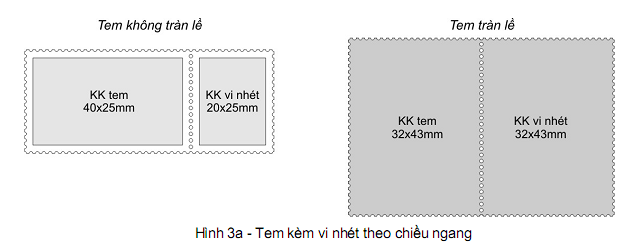 Tem không tràn lề
Tem tràn lề
KK tem
40x25mm
KK vi nhét
20x25mm
KK tem
32x43mm
KK vi nhét
32x43mm
Hình 3a - Tem kèm vi nhét theo chiều ngang